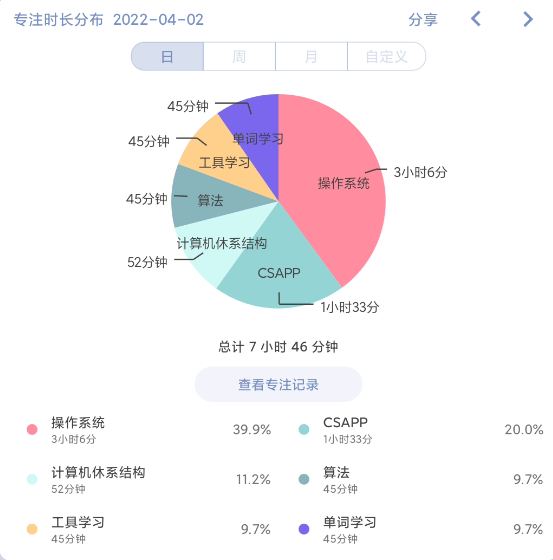 专注时长分布 2022-04-02 分享
日 周 月 自定义
45分钟
单词学习
45分钟
工具学习
3小时6分
操作系统
45分钟
算法
计算机休系结构
52分钟
CSAPP
1小时33分
总计 7 小时 46 分钟
查看专注记录
操作系统 39.9% CSAPP 20.0%
3小时6分 1小时33分
计算机休系结构 11.2% 算法 9.7%
52分钟 45分钟
工具学习 9.7% 单词学习 9.7%
45分钟 45分钟